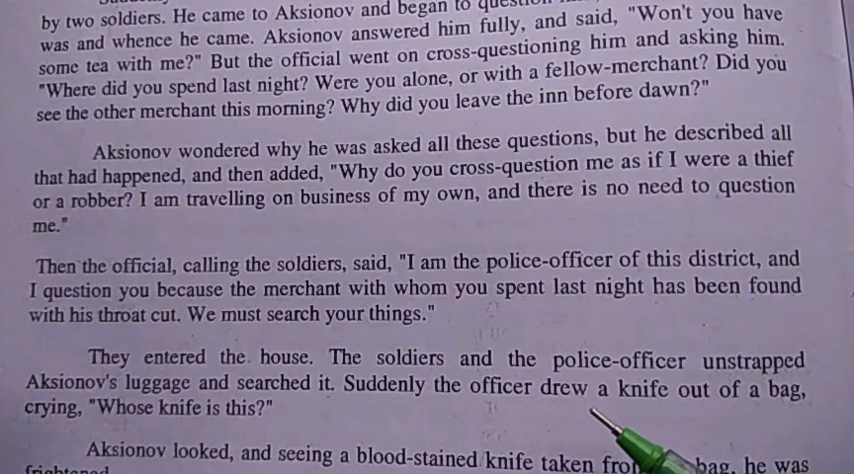 by two soldiers. He came to Aksionov and began to
was and whence he came. Aksionov answered him fully, and said, "Won't you have
some tea with me?" But the official went on cross-questioning him and asking him.
"Where did you spend last night? Were you alone, or with a fellow-merchant? Did you
see the other merchant this morning? Why did you leave the inn before dawn?"
Aksionov wondered why he was asked all these questions, but he described all
that had happened, and then added, "Why do you cross-question me as if I were a thief
or a robber? I am travelling on business of my own, and there is no need to question
me."
Then the official, calling the soldiers, said, "I am the police-officer of this district, and
I question you because the merchant with whom you spent last night has been found
with his throat cut. We must search your things."
They entered the house. The soldiers and the police-officer unstrapped
Aksionov's luggage and searched it. Suddenly the officer drew a knife out of a bag,
crying, "Whose knife is this?"
Aksionov looked, and seeing a blood-stained knife taken bag, he was